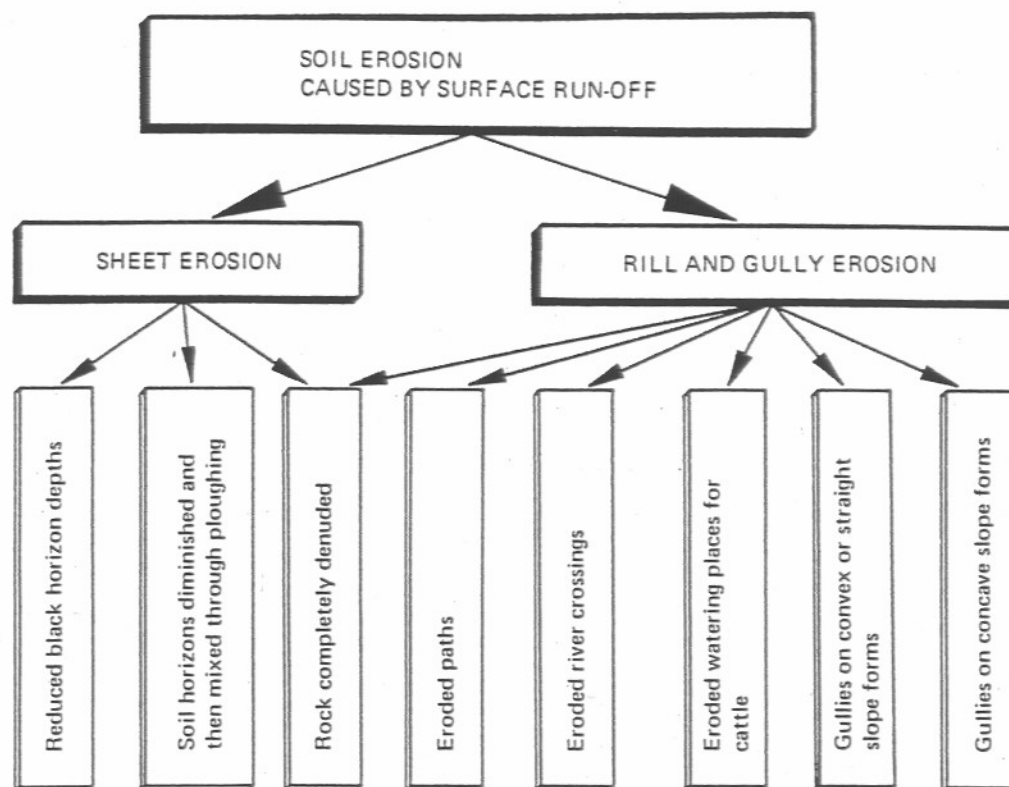 SOIL EROSION
CAUSED BY SURFACE RUN-OFF
SHEET EROSION
RILL AND GULLY EROSION
Reduced black horizon depths
Soil horizons diminished and
then mixed through ploughing
Rock completely denuded
Eroded paths
Eroded river crossings
Eroded watering places for
cattle
Gullies on convex or straight
slope forms
Gullies on concave slope forms